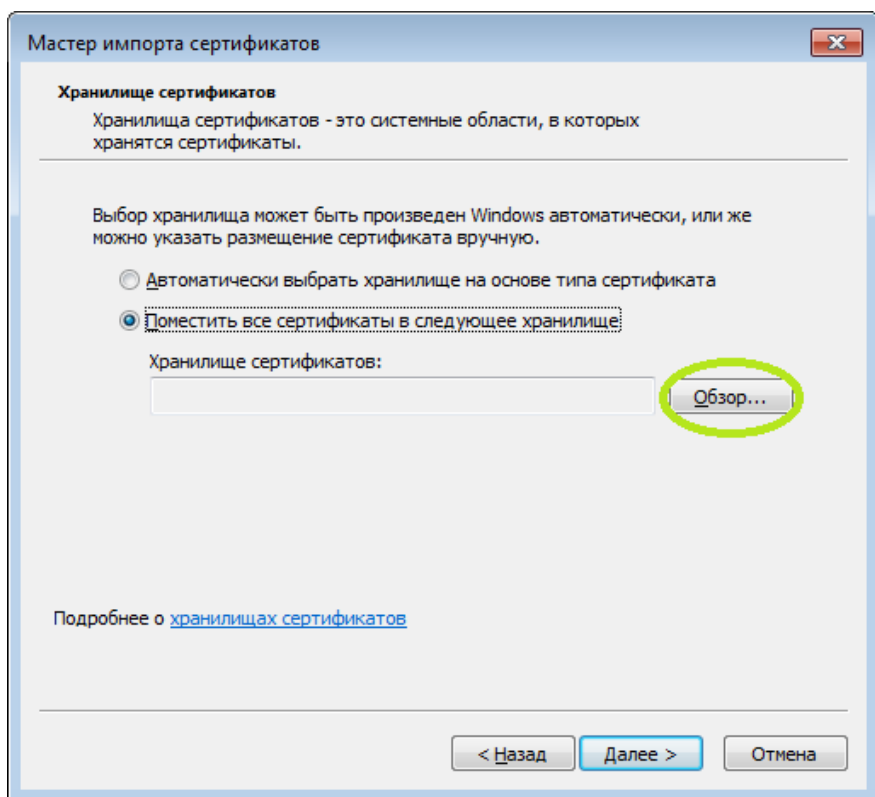 Мастер импорта сертификатов
Хранилище сертификатов
Хранилища сертификатов - это системные области, в которых
хранятся сертификаты.
Выбор хранилища может быть произведен Windows автоматически, или же
можно указать размещение сертификата вручную.
Автоматически выбрать хранилище на основе типа сертификата
Поместить все сертификаты в следующее хранилище
Хранилище сертификатов:
Обзор...
Подробнее о хранилищах сертификатов
< Назад Далее > Отмена